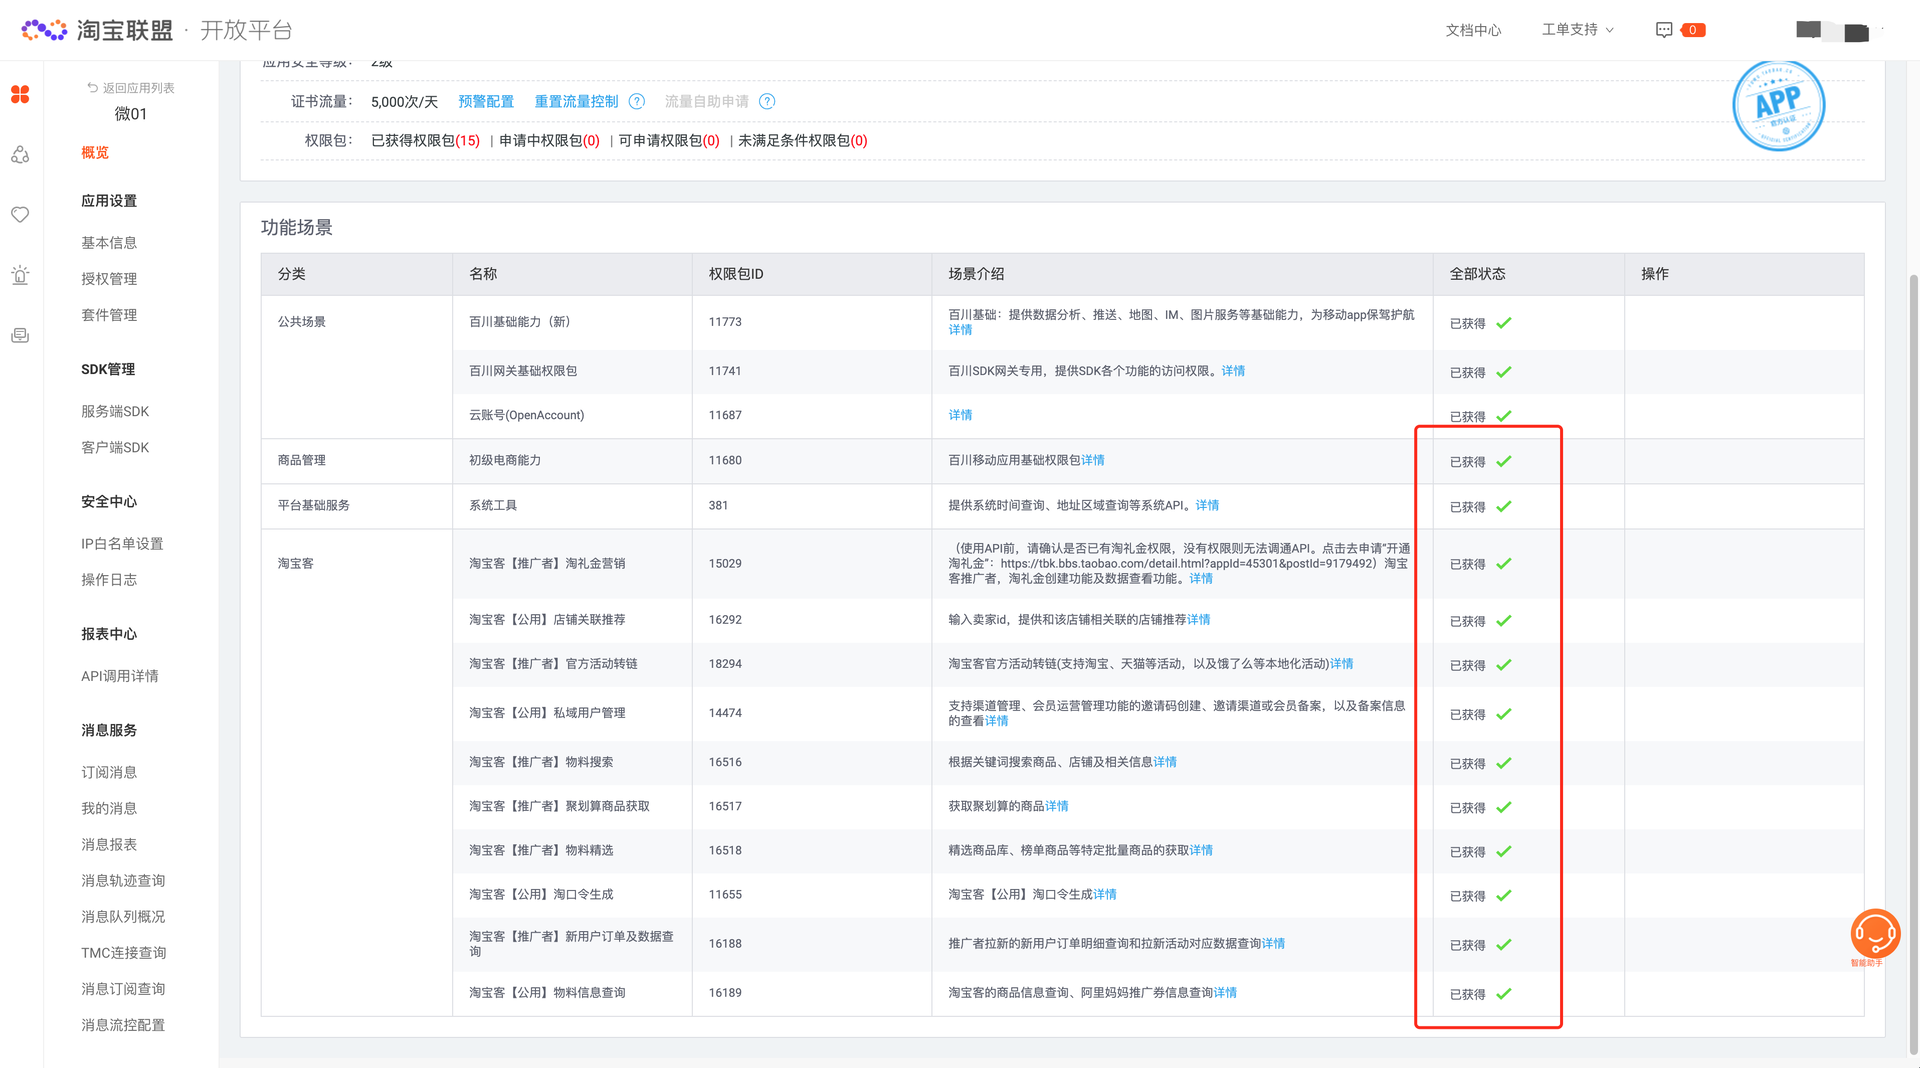 淘宝联盟 · 开放平台
文档中心
工单支持
0
返回应用列表
微01
概览
应用设置
基本信息
授权管理
套件管理
SDK管理
服务端SDK
客户端SDK
安全中心
IP白名单设置
操作日志
报表中心
API调用详情
消息服务
订阅消息
我的消息
消息报表
消息轨迹查询
消息队列概况
TMC连接查询
消息订阅查询
消息流控配置
应用安全等级： 2级
证书流量： 5,000次/天 预警配置 重置流量控制 ? 流量自助申请 ?
权限包： 已获得权限包(15) | 申请中权限包(0) | 可申请权限包(0) | 未满足条件权限包(0)
APP
官方认证
功能场景
分类 名称 权限包ID 场景介绍 全部状态 操作
公共场景 百川基础能力（新） 11773 百川基础：提供数据分析、推送、地图、IM、图片服务等基础能力，为移动app保驾护航
详情 已获得
百川网关基础权限包 11741 百川SDK网关专用，提供SDK各个功能的访问权限。详情 已获得
云账号(OpenAccount) 11687 详情 已获得
商品管理 初级电商能力 11680 百川移动应用基础权限包详情 已获得
平台基础服务 系统工具 381 提供系统时间查询、地址区域查询等系统API。详情 已获得
淘宝客 淘宝客【推广者】淘礼金营销 15029 （使用API前，请确认是否已有淘礼金权限，没有权限则无法调通API。点击去申请“开通
淘礼金”：https://tbk.bbs.taobao.com/detail.html?appId=45301&postId=9179492）淘宝
客推广者，淘礼金创建功能及数据查看功能。详情 已获得
淘宝客【公用】店铺关联推荐 16292 输入卖家id，提供和该店铺相关联的店铺推荐详情 已获得
淘宝客【推广者】官方活动转链 18294 淘宝客官方活动转链(支持淘宝、天猫等活动，以及饿了么等本地化活动)详情 已获得
淘宝客【公用】私域用户管理 14474 支持渠道管理、会员运营管理功能的邀请码创建、邀请渠道或会员备案，以及备案信息
的查看详情 已获得
淘宝客【推广者】物料搜索 16516 根据关键词搜索商品、店铺及相关信息详情 已获得
淘宝客【推广者】聚划算商品获取 16517 获取聚划算的商品详情 已获得
淘宝客【推广者】物料精选 16518 精选商品库、榜单商品等特定批量商品的获取详情 已获得
淘宝客【公用】淘口令生成 11655 淘宝客【公用】淘口令生成详情 已获得
淘宝客【推广者】新用户订单及数据查
询 16188 推广者拉新的新用户订单明细查询和拉新活动对应数据查询详情 已获得
淘宝客【公用】物料信息查询 16189 淘宝客的商品信息查询、阿里妈妈推广券信息查询详情 已获得
智能助手